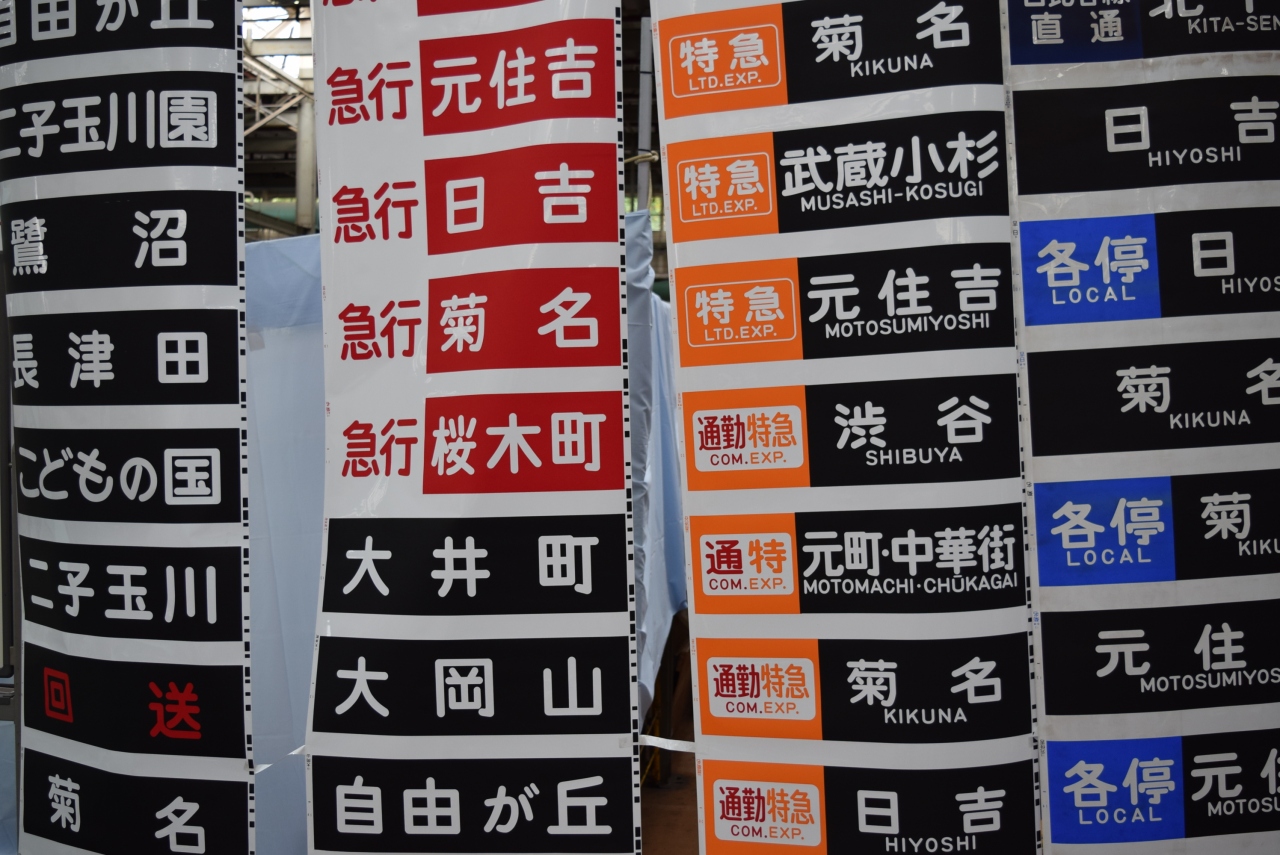 自由が丘
二子玉川園
鷺沼
長津田
こどもの国
二子玉川
回送
菊名
急行 元住吉
急行 日吉
急行 菊名
急行 桜木町
大井町
大岡山
自由が丘
特急 菊名
LTD.EXP. KIKUNA
特急 武蔵小杉
LTD.EXP. MUSASHI-KOSUGI
特急 元住吉
LTD.EXP. MOTOSUMIYOSHI
通勤特急 渋谷
COM.EXP. SHIBUYA
通特 元町・中華街
COM.EXP. MOTOMACHI・CHŪKAGAI
通勤特急 菊名
COM.EXP. KIKUNA
通勤特急 日吉
COM.EXP. HIYOSHI
直通 北
KITA-SEN
日吉
HIYOSHI
各停 日
LOCAL HIYOS
菊名
KIKUNA
各停 菊
LOCAL KIKU
元住
MOTOSUMIYOS
各停 元住
LOCAL MOTOSU